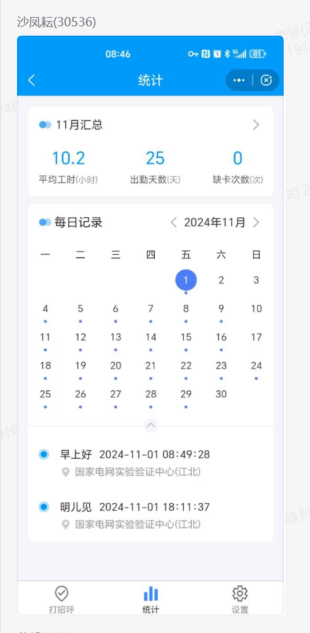 沙凤耘(30536)
08:46 81
统计
11月汇总
10.2 25 0
平均工时(小时) 出勤天数(天) 缺卡次数(次)
每日记录 2024年11月
一 二 三 四 五 六 日
1 2 3
4 5 6 7 8 9 10
11 12 13 14 15 16 17
18 19 20 21 22 23 24
25 26 27 28 29 30
早上好 2024-11-01 08:49:28
国家电网实验验证中心(江北)
明儿见 2024-11-01 18:11:37
国家电网实验验证中心(江北)
打招呼 统计 设置